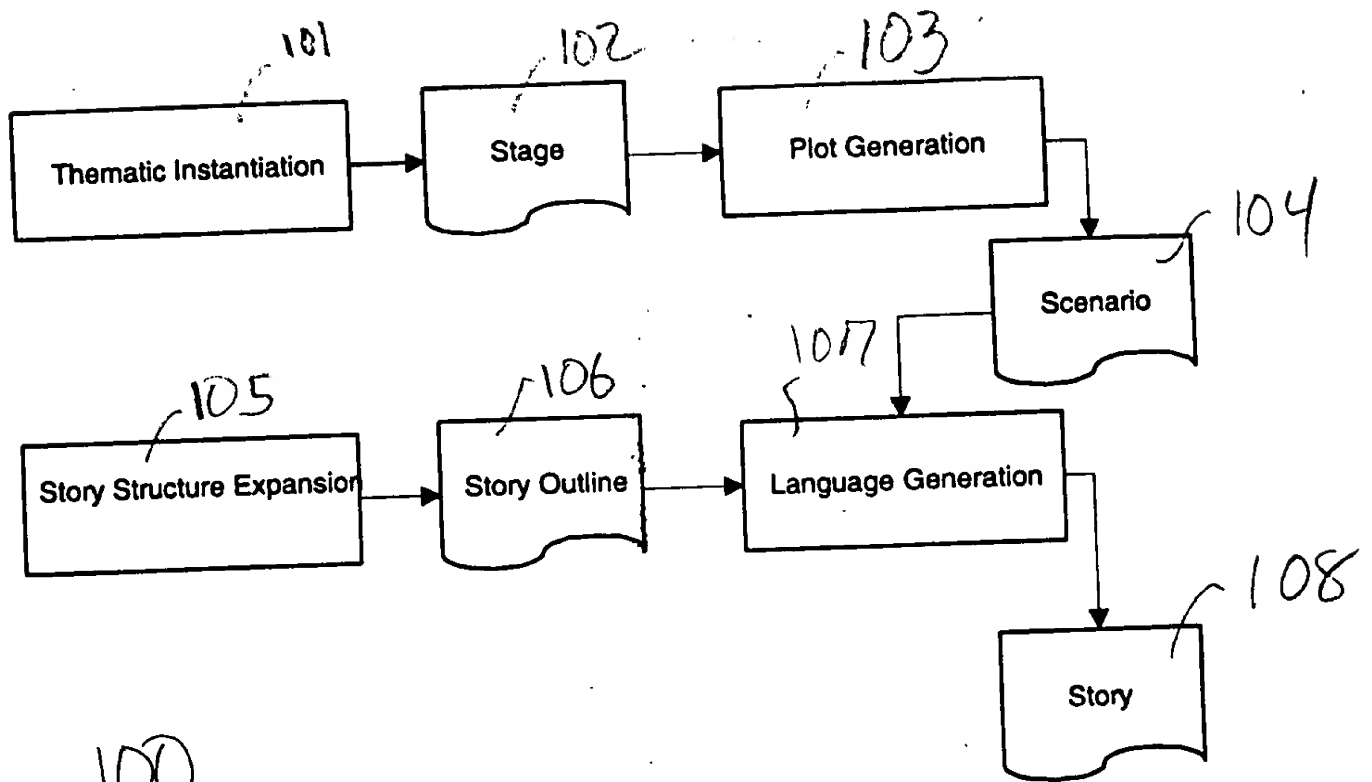 101
102
103
Thematic Instantiation
Stage
Plot Generation
104
Scenario
107
105
106
Story Structure Expansion
Story Outline
Language Generation
108
Story
100